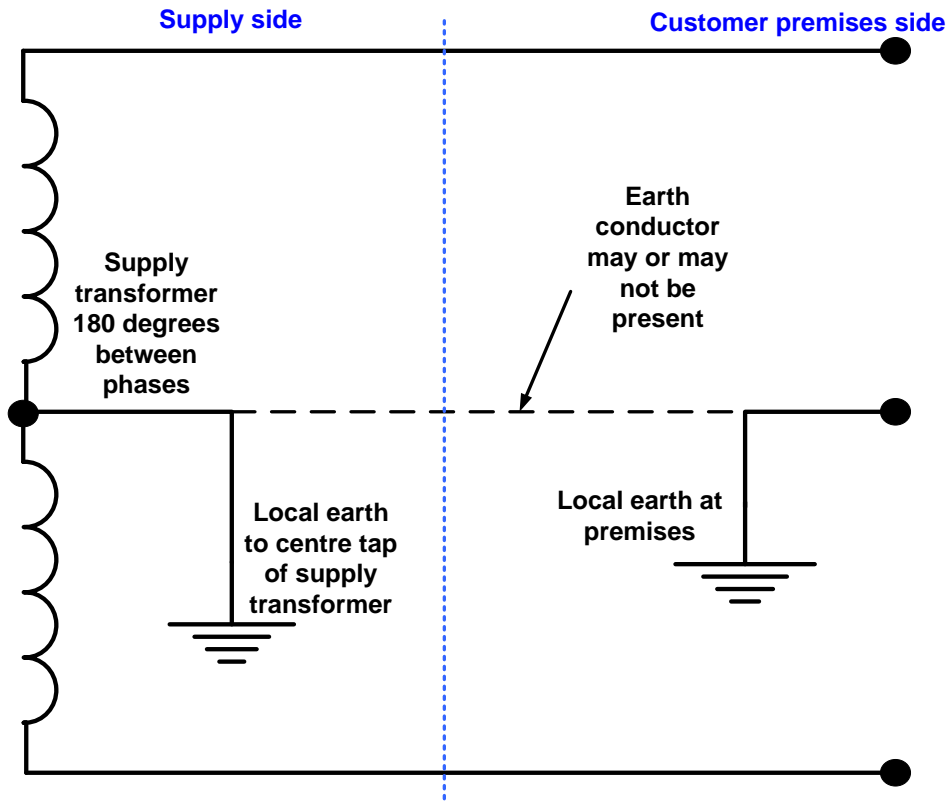 Supply side
Customer premises side
Earth
conductor
may or may
not be
present
Supply
transformer
180 degrees
between
phases
Local earth
to centre tap
of supply
transformer
Local earth at
premises